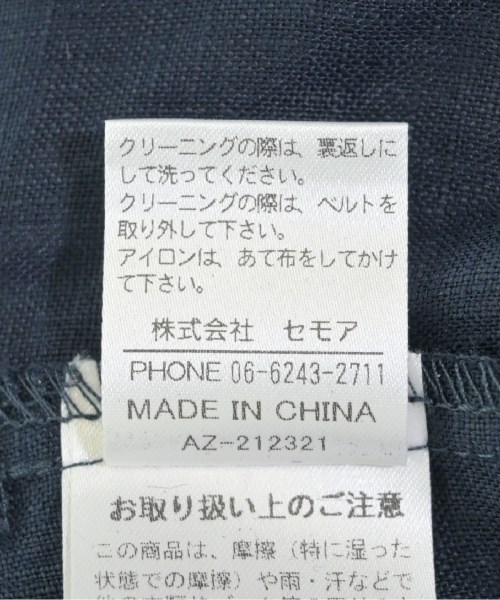 クリーニングの際は、裏返しに
して洗ってください。
クリーニングの際は、ベルトを
取り外して下さい。
アイロンは、あて布をしてかけ
て下さい。
株式会社 セモア
PHONE 06-6243-2711
MADE IN CHINA
AZ-212321
お取り扱い上のご注意
この商品は、摩擦（特に湿った
状態での摩擦）や雨・汗などで